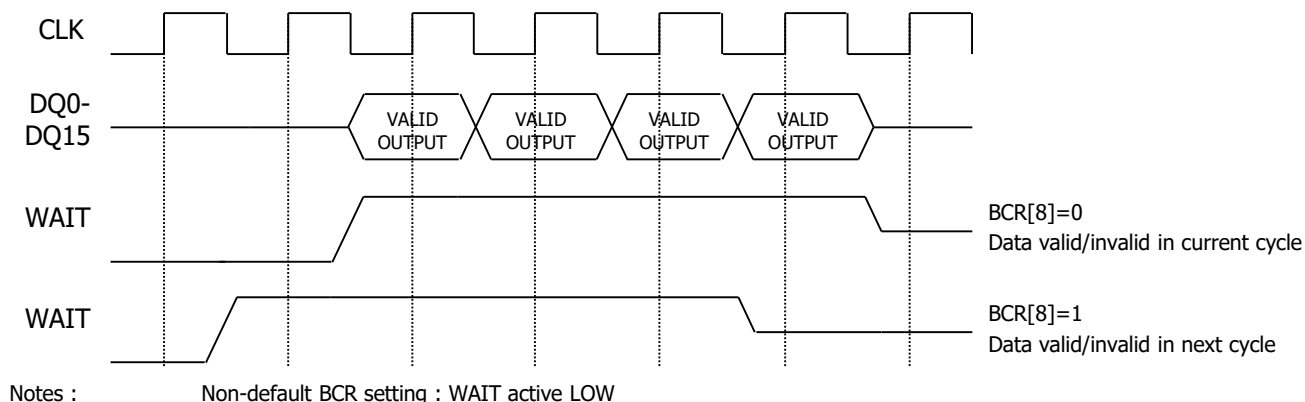 CLK
DQ0-
DQ15
VALID OUTPUT
VALID OUTPUT
VALID OUTPUT
VALID OUTPUT
WAIT
BCR[8]=0
Data valid/invalid in current cycle
WAIT
BCR[8]=1
Data valid/invalid in next cycle
Notes : Non-default BCR setting : WAIT active LOW